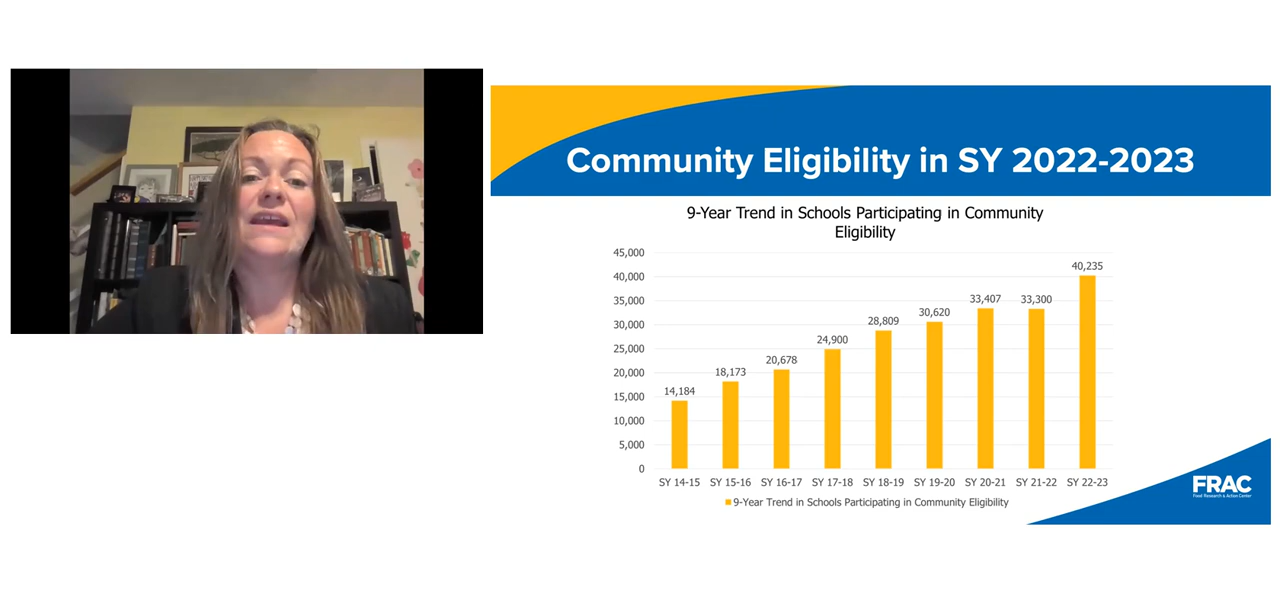 Community Eligibility in SY 2022-2023
9-Year Trend in Schools Participating in Community
Eligibility
45,000
40,000
35,000
30,000
25,000
20,000
15,000
10,000
5,000
0
14,184
18,173
20,678
24,900
28,809
30,620
33,407
33,300
40,235
SY 14-15 SY 15-16 SY 16-17 SY 17-18 SY 18-19 SY 19-20 SY 20-21 SY 21-22 SY 22-23
9-Year Trend in Schools Participating in Community Eligibility
FRAC
Food Research & Action Center